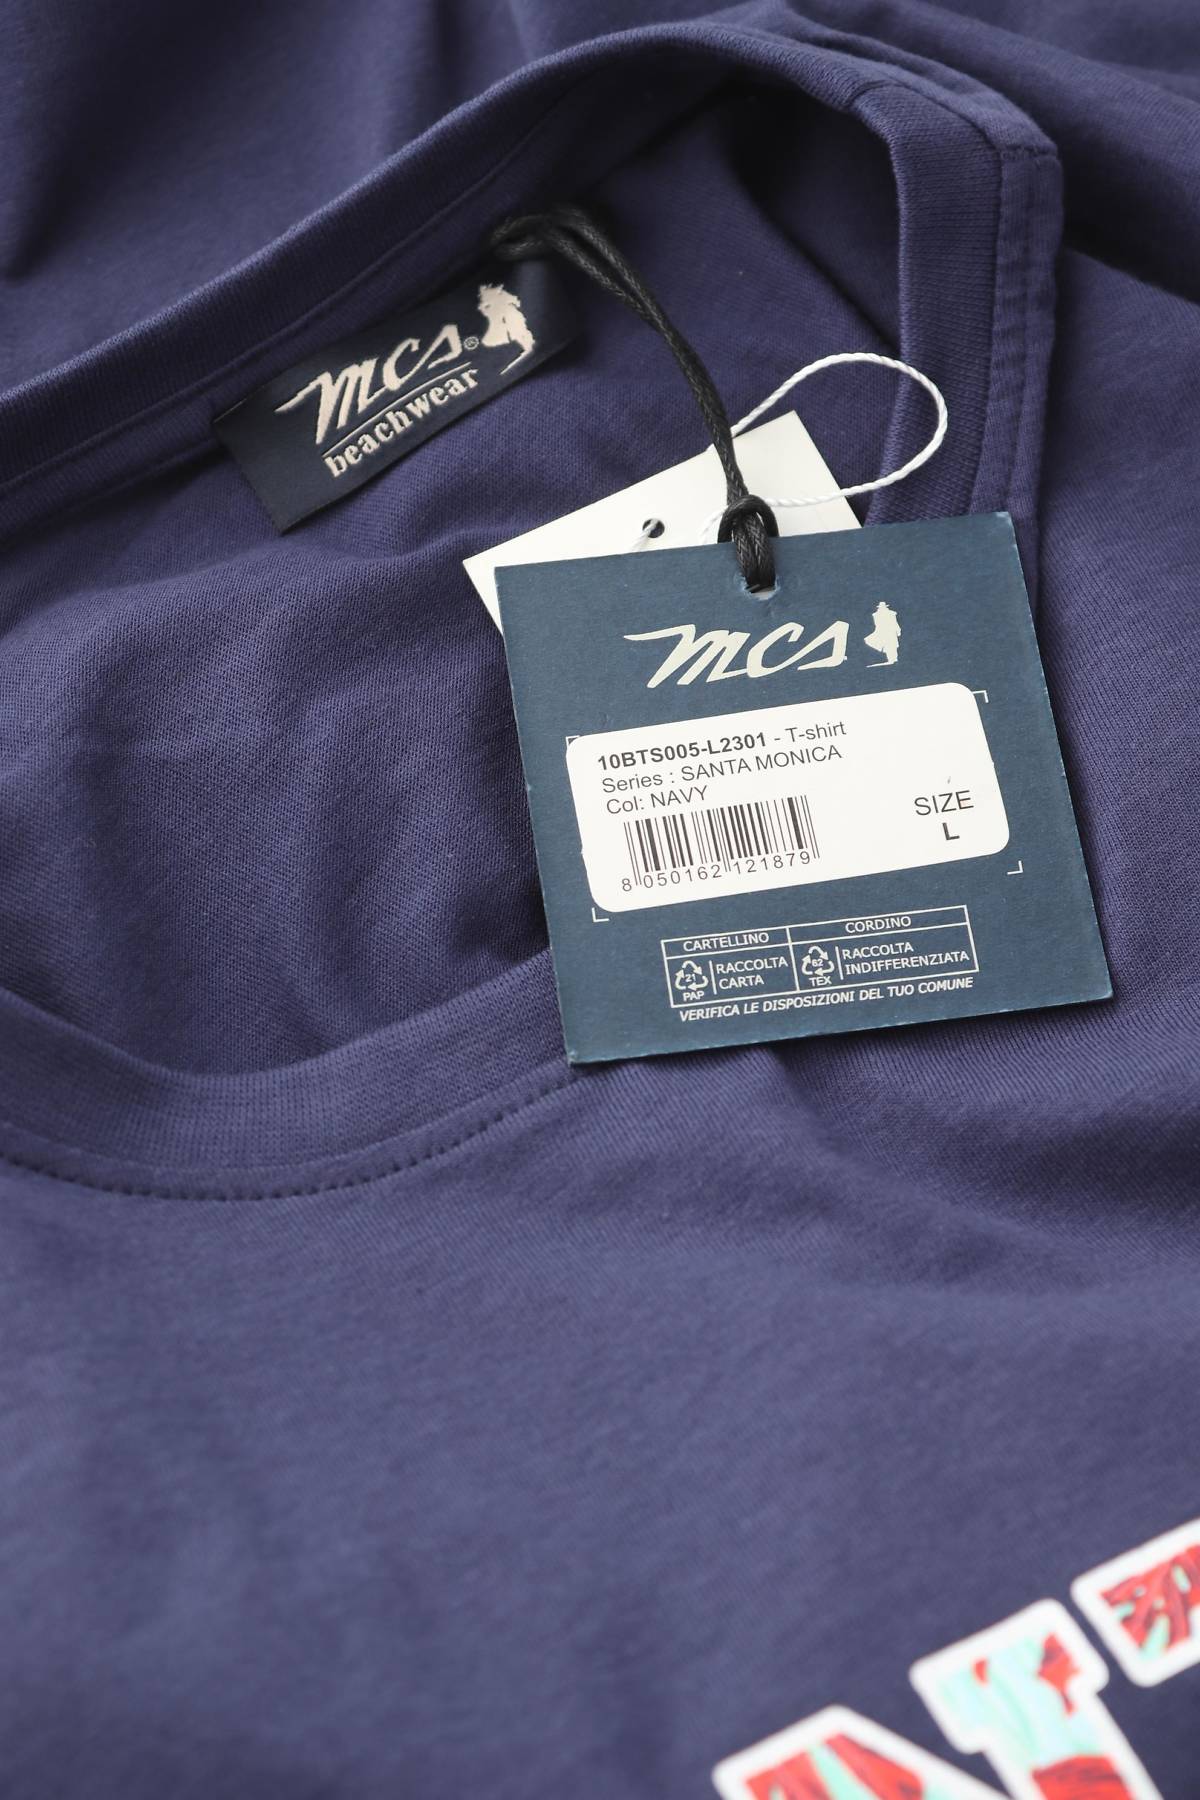 mcs®
beachwear
mcs
10BTS005-L2301 - T-shirt
Series : SANTA MONICA
Col: NAVY
SIZE
L
8 050162 121879
CARTELLINO
CORDINO
21
PAP
RACCOLTA
CARTA
62
TEX
RACCOLTA
INDIFFERENZIATA
VERIFICA LE DISPOSIZIONI DEL TUO COMUNE
N